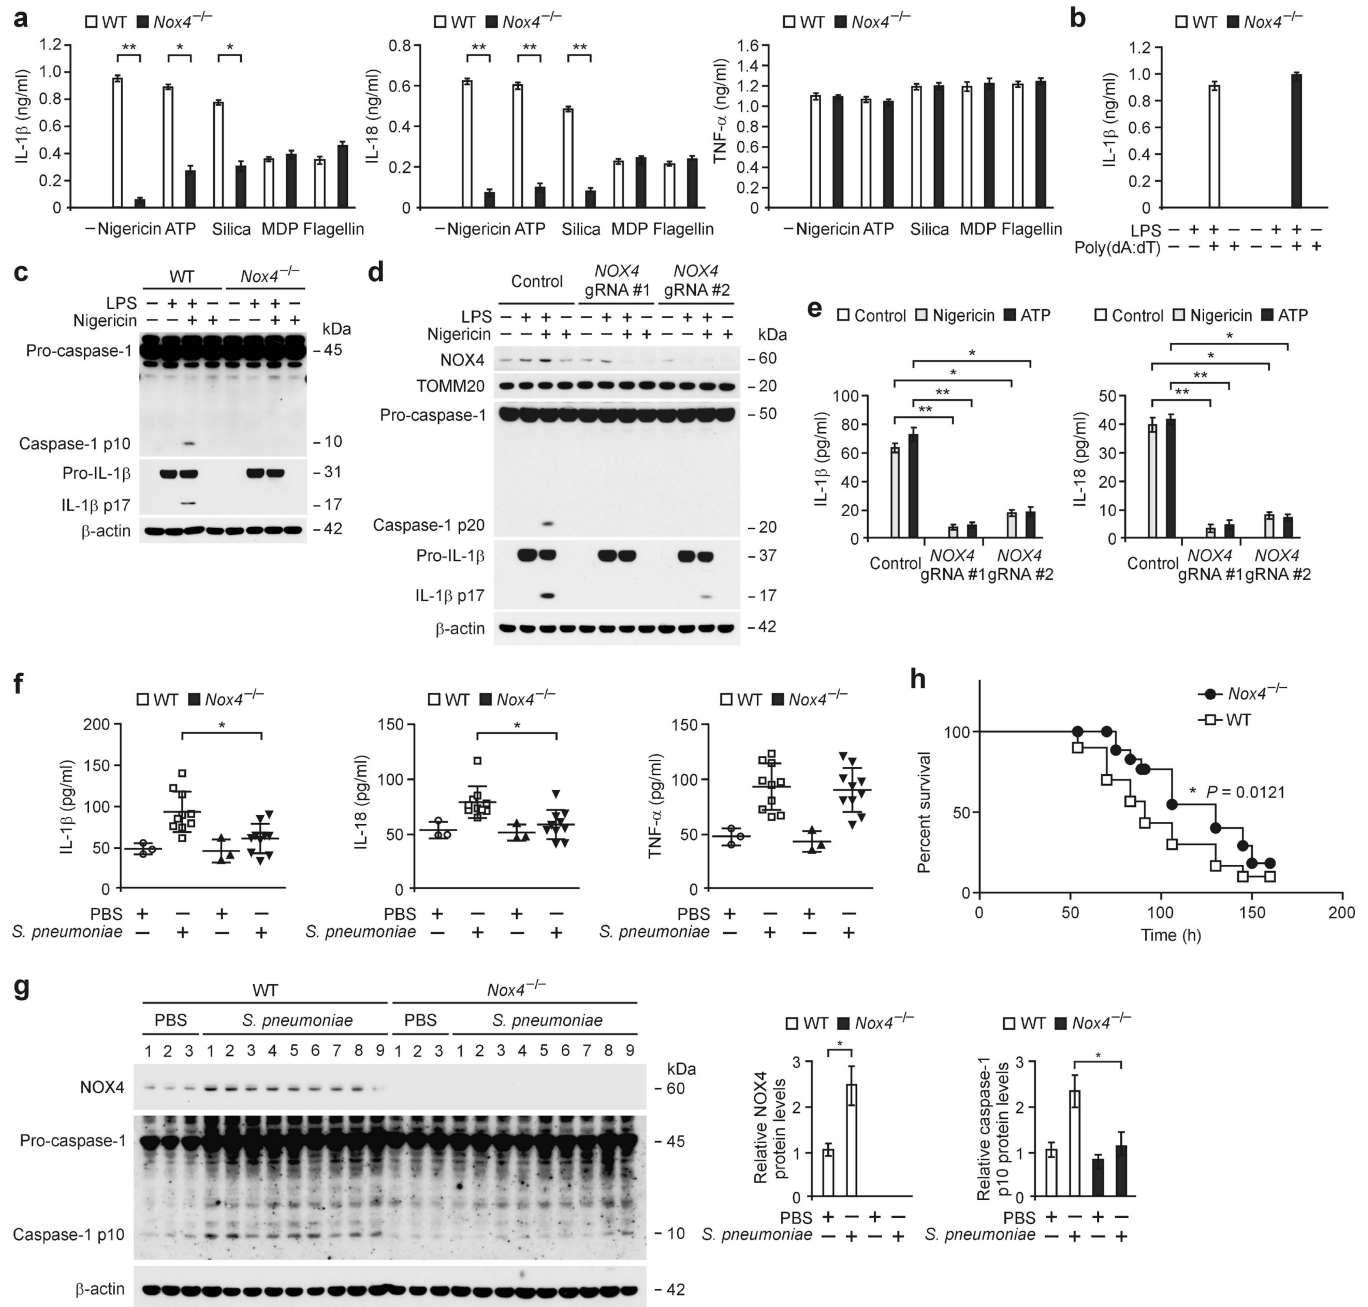 a
WT Nox4−/− WT Nox4−/− WT Nox4−/−
IL-1β (ng/ml)
1.2
1.0
0.8
0.6
0.4
0.2
0
** * *
– Nigericin ATP Silica MDP Flagellin
IL-18 (ng/ml)
0.8
0.6
0.4
0.2
0
** ** **
– Nigericin ATP Silica MDP Flagellin
TNF-α (ng/ml)
1.6
1.4
1.2
1.0
0.8
0.6
0.4
0.2
0
– Nigericin ATP Silica MDP Flagellin
b
WT Nox4−/−
IL-1β (ng/ml)
1.2
1.0
0.8
0.6
0.4
0.2
0
LPS – + + – – + + –
Poly(dA:dT) – – + + – – + +
c
WT Nox4−/−
LPS – + + – – + + –
Nigericin – – + + – – + +
kDa
Pro-caspase-1 – 45
Caspase-1 p10 – 10
Pro-IL-1β – 31
IL-1β p17 – 17
β-actin – 42
d
Control NOX4 gRNA #1 NOX4 gRNA #2
LPS – + + – – + + – – + + –
Nigericin – – + + – – + + – – + +
kDa
NOX4 – 60
TOMM20 – 20
Pro-caspase-1 – 50
Caspase-1 p20 – 20
Pro-IL-1β – 37
IL-1β p17 – 17
β-actin – 42
e
Control Nigericin ATP
IL-1β (pg/ml)
100
80
60
40
20
0
* * ** **
Control NOX4 gRNA #1 NOX4 gRNA #2
Control Nigericin ATP
IL-18 (pg/ml)
50
40
30
20
10
0
* * ** **
Control NOX4 gRNA #1 NOX4 gRNA #2
f
WT Nox4−/−
IL-1β (pg/ml)
200
150
100
50
0
*
PBS + – + –
S. pneumoniae – + – +
WT Nox4−/−
IL-18 (pg/ml)
150
100
50
0
*
PBS + – + –
S. pneumoniae – + – +
WT Nox4−/−
TNF-α (pg/ml)
150
100
50
0
PBS + – + –
S. pneumoniae – + – +
h
Nox4−/−
WT
Percent survival
100
50
0
* P = 0.0121
0 50 100 150 200
Time (h)
g
WT Nox4−/−
PBS S. pneumoniae PBS S. pneumoniae
1 2 3 1 2 3 4 5 6 7 8 9 1 2 3 1 2 3 4 5 6 7 8 9
kDa
NOX4 – 60
Pro-caspase-1 – 45
Caspase-1 p10 – 10
β-actin – 42
WT Nox4−/−
Relative NOX4
protein levels
3
2
1
0
*
PBS + – + –
S. pneumoniae – + – +
WT Nox4−/−
Relative caspase-1
p10 protein levels
3
2
1
0
*
PBS + – + –
S. pneumoniae – + – +